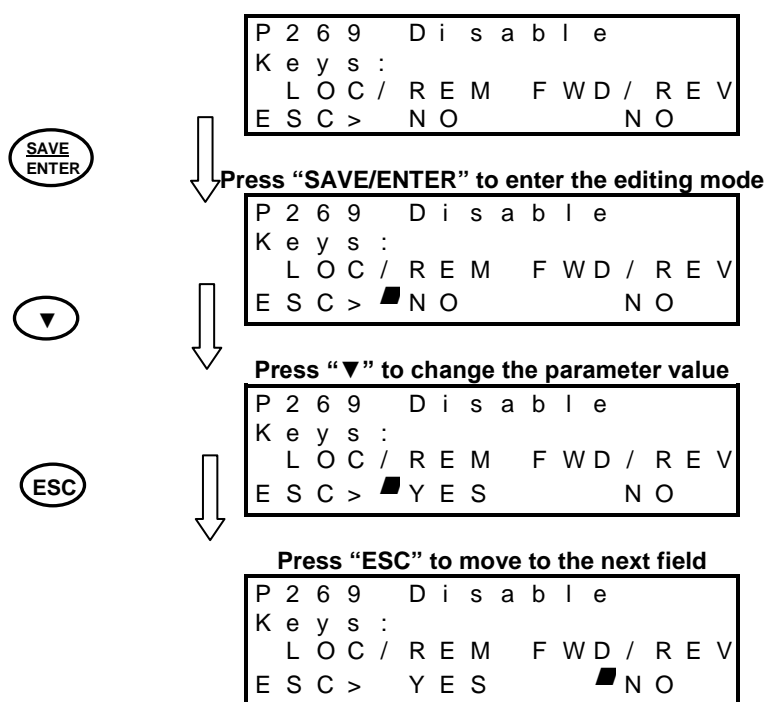 P269 Disable
Keys:
LOC/REM FWD/REV
ESC> NO NO
SAVE
ENTER
Press “SAVE/ENTER” to enter the editing mode
P269 Disable
Keys:
LOC/REM FWD/REV
ESC> NO NO
▼
Press “▼” to change the parameter value
P269 Disable
Keys:
LOC/REM FWD/REV
ESC> YES NO
ESC
Press “ESC” to move to the next field
P269 Disable
Keys:
LOC/REM FWD/REV
ESC> YES NO